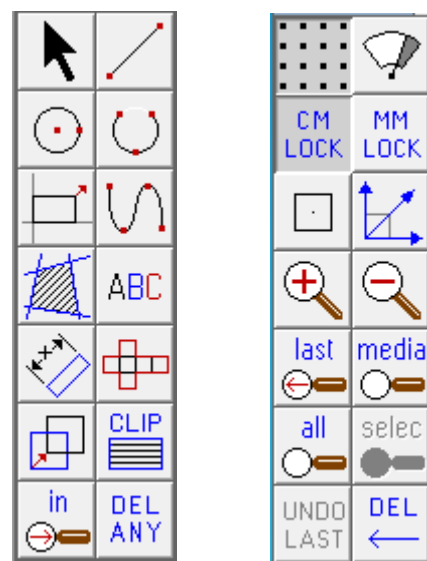 CM
LOCK
MM
LOCK
ABC
CLIP
last
media
all
selec
in
DEL
ANY
UNDO
LAST
DEL